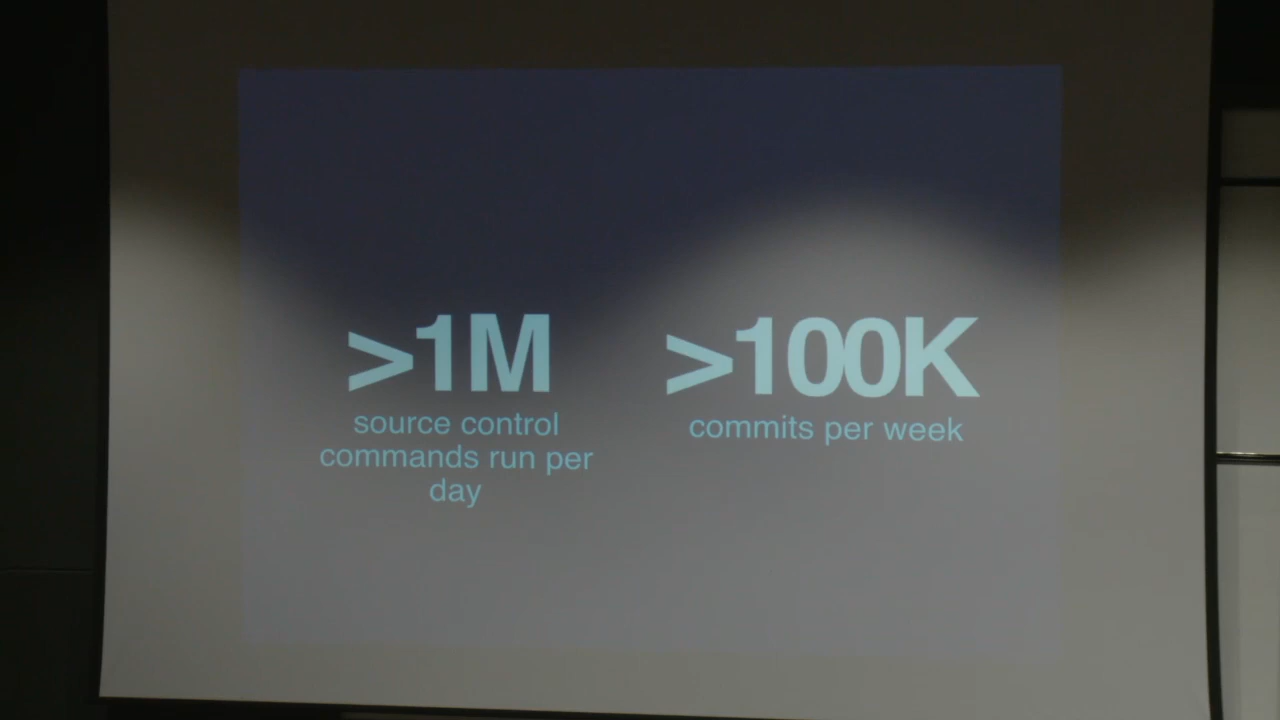 >1M
source control
commands run per
day
>100K
commits per week